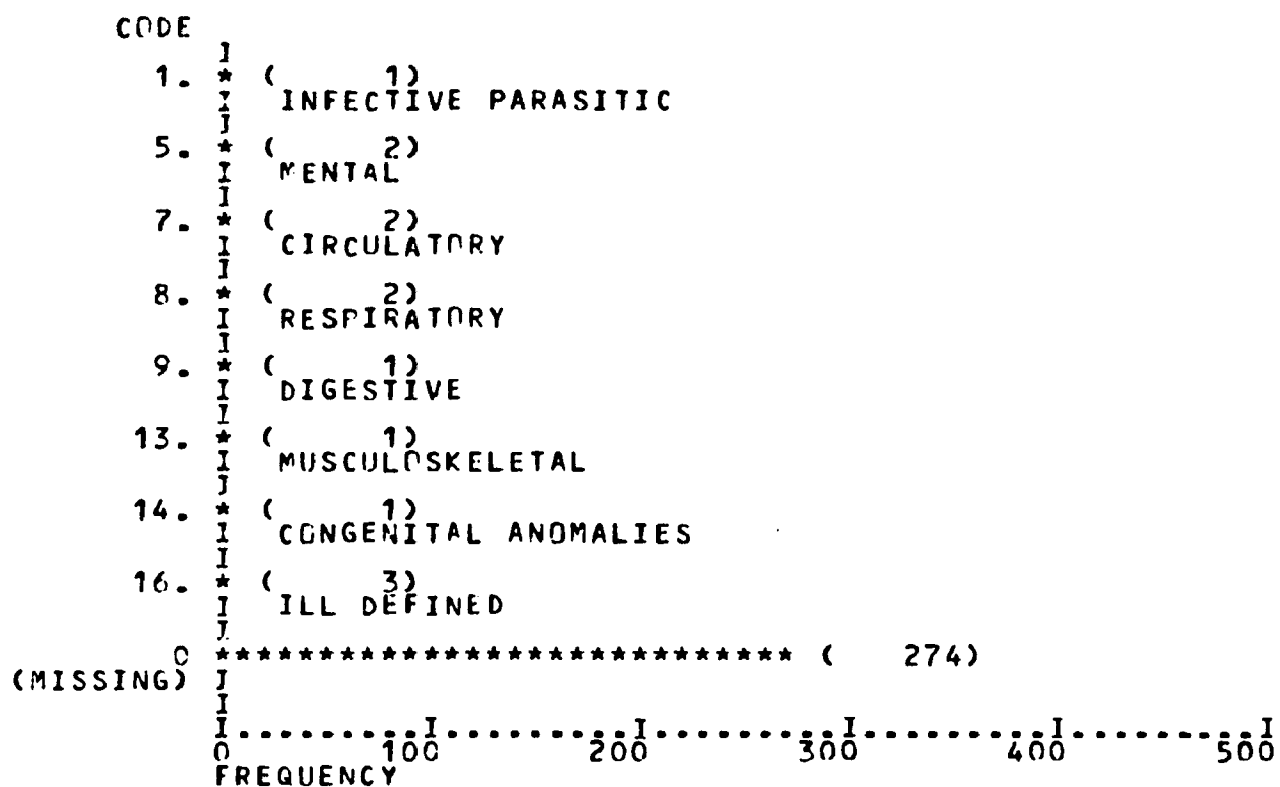 CODE
I
1. * ( 1)
I INFECTIVE PARASITIC
I
5. * ( 2)
I MENTAL
I
7. * ( 2)
I CIRCULATORY
I
8. * ( 2)
I RESPIRATORY
I
9. * ( 1)
I DIGESTIVE
I
13. * ( 1)
I MUSCULOSKELETAL
I
14. * ( 1)
I CONGENITAL ANOMALIES
I
16. * ( 3)
I ILL DEFINED
I
0 **************************** ( 274)
(MISSING) I
I
I.........I.........I.........I.........I.........I
0 100 200 300 400 500
FREQUENCY